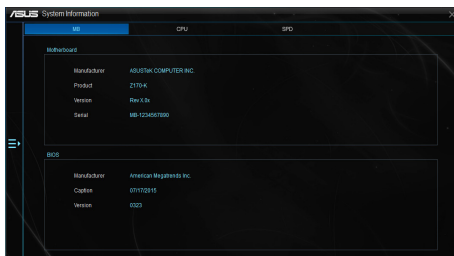 ASUS System Information
MB CPU SPD
Motherboard
Manufacturer ASUSTeK COMPUTER INC.
Product Z170-K
Version Rev X.0x
Serial MB-1234567890
BIOS
Manufacturer American Megatrends Inc.
Caption 07/17/2015
Version 0323